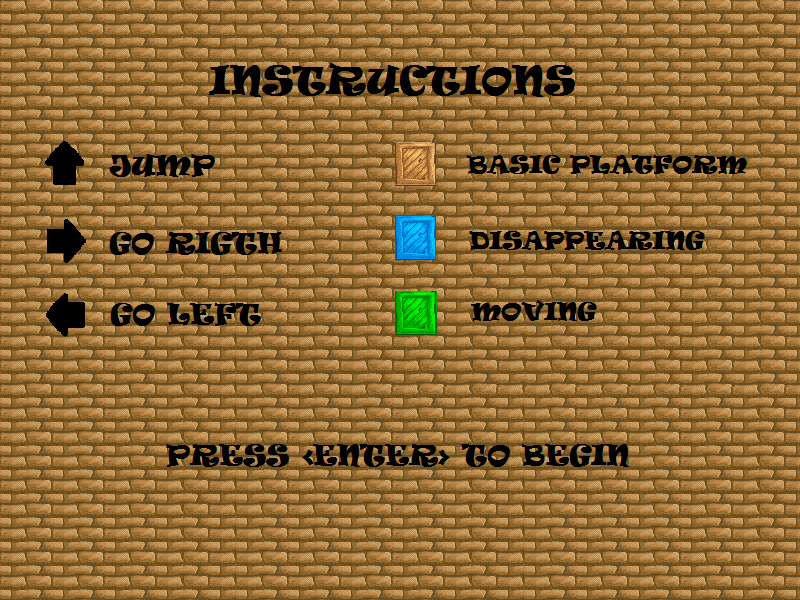 INSTRUCTIONS
JUMP
BASIC PLATFORM
GO RIGTH
DISAPPEARING
GO LEFT
MOVING
PRESS <ENTER> TO BEGIN